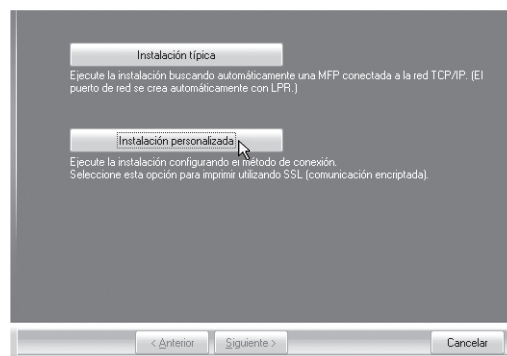 Instalación típica
Ejecute la instalación buscando automáticamente una MFP conectada a la red TCP/IP. (El
puerto de red se crea automáticamente con LPR.)
Instalación personalizada
Ejecute la instalación configurando el método de conexión.
Seleccione esta opción para imprimir utilizando SSL (comunicación encriptada).
< Anterior
Siguiente >
Cancelar